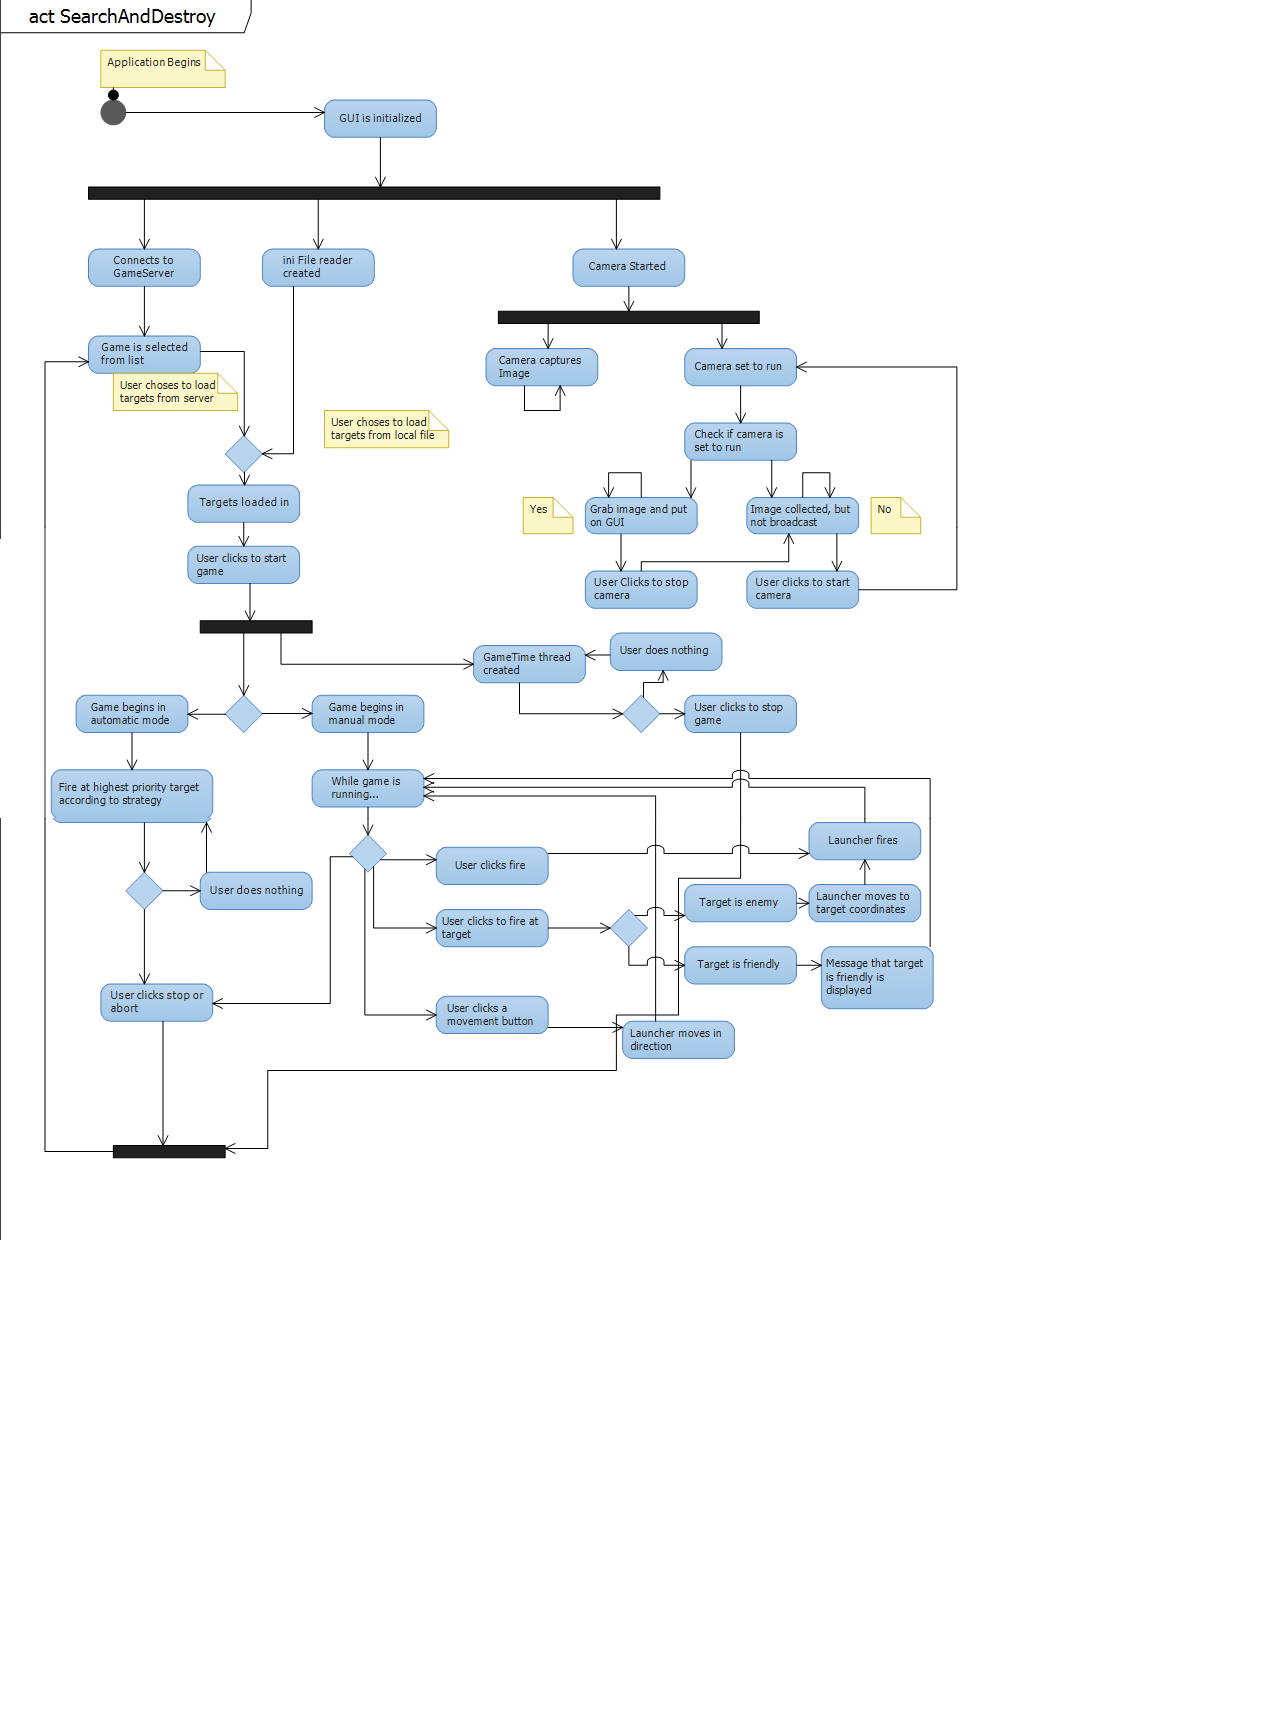 act SearchAndDestroy
Application Begins
GUI is initialized
Connects to
GameServer
ini File reader
created
Camera Started
Game is selected
from list
User choses to load
targets from server
User choses to load
targets from local file
Camera captures
Image
Camera set to run
Check if camera is
set to run
Targets loaded in
User clicks to start
game
Yes
Grab image and put
on GUI
Image collected, but
not broadcast
No
User Clicks to stop
camera
User clicks to start
camera
GameTime thread
created
User does nothing
Game begins in
automatic mode
Game begins in
manual mode
User clicks to stop
game
Fire at highest priority target
according to strategy
While game is
running...
User does nothing
User clicks fire
Launcher fires
User clicks to fire at
target
Target is enemy
Launcher moves to
target coordinates
Target is friendly
Message that target
is friendly is
displayed
User clicks stop or
abort
User clicks a
movement button
Launcher moves in
direction